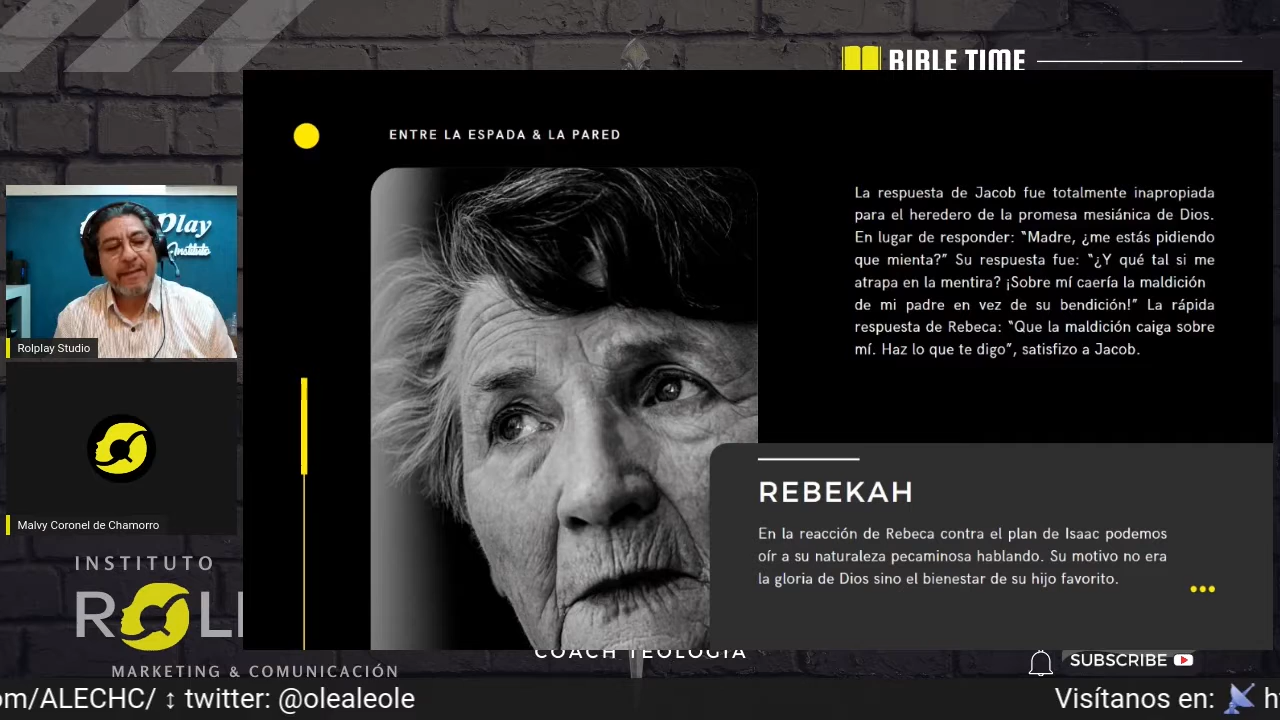 BIBLE TIME
ENTRE LA ESPADA & LA PARED
La respuesta de Jacob fue totalmente inapropiada
para el heredero de la promesa mesiánica de Dios.
En lugar de responder: “Madre, ¿me estás pidiendo
que mienta?” Su respuesta fue: “¿Y qué tal si me
atrapa en la mentira? ¡Sobre mí caería la maldición
de mi padre en vez de su bendición!” La rápida
respuesta de Rebeca: “Que la maldición caiga sobre
mí. Haz lo que te digo”, satisfizo a Jacob.
REBEKAH
En la reacción de Rebeca contra el plan de Isaac podemos
oír a su naturaleza pecaminosa hablando. Su motivo no era
la gloria de Dios sino el bienestar de su hijo favorito.
Play
Institute
Rolplay Studio
Malvy Coronel de Chamorro
INSTITUTO
ROL
MARKETING & COMUNICACIÓN
COACH TEOLOGIA
SUBSCRIBE
om/ALECHC/ ↕ twitter: @olealeole
Visítanos en: